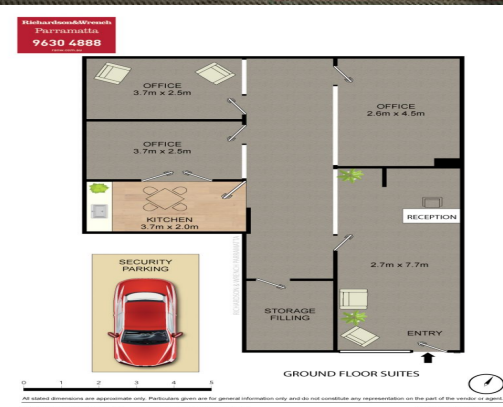 Richardson&Wrench
Parramatta
9630 4888
OFFICE
3.7m x 2.5m
OFFICE
2.6m x 4.5m
OFFICE
3.7m x 2.5m
KITCHEN
3.7m x 2.0m
RECEPTION
SECURITY
PARKING
2.7m x 7.7m
STORAGE
FILLING
ENTRY
GROUND FLOOR SUITES
0 1 2 3 4 5
All stated dimensions are approximate only. Particulars given are for general information only and do not constitute any representation on the part of the vendor or agent